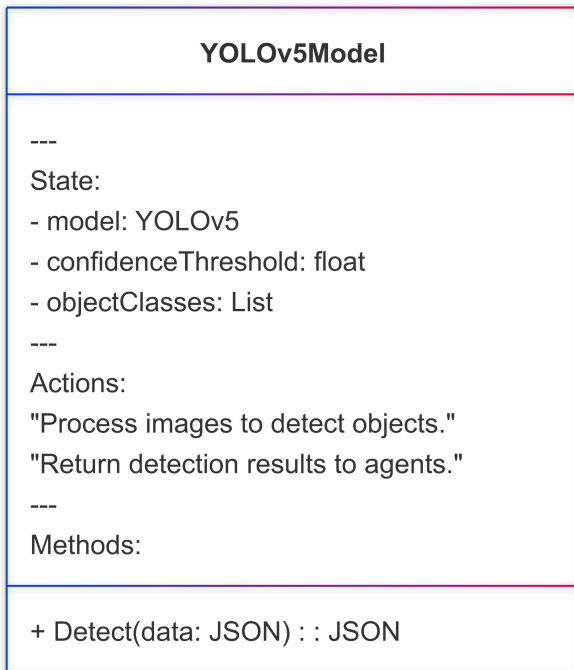 YOLOv5Model
---
State:
- model: YOLOv5
- confidenceThreshold: float
- objectClasses: List
---
Actions:
"Process images to detect objects."
"Return detection results to agents."
---
Methods:
+ Detect(data: JSON) : : JSON